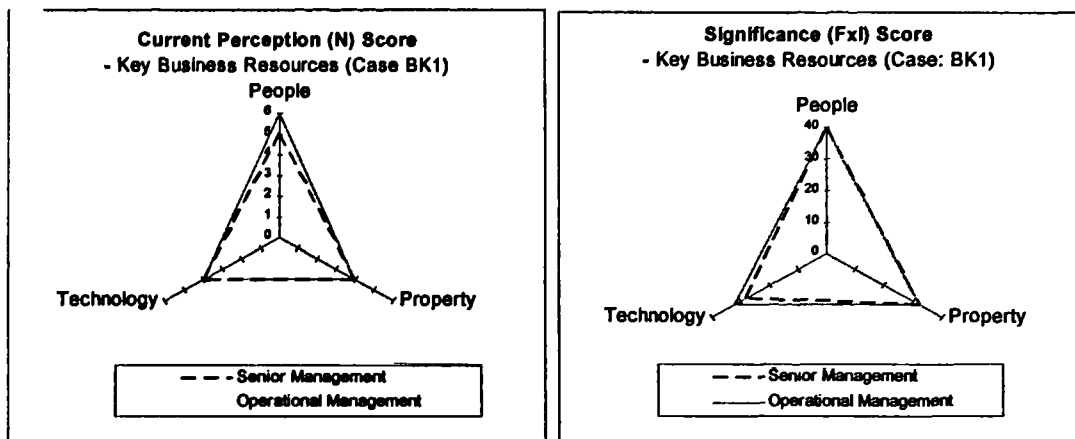 Current Perception (N) Score
- Key Business Resources (Case BK1)
People
6
5
4
3
2
1
0
Technology
Property
Senior Management
Operational Management
Significance (FxI) Score
- Key Business Resources (Case: BK1)
People
40
30
20
10
0
Technology
Property
Senior Management
Operational Management